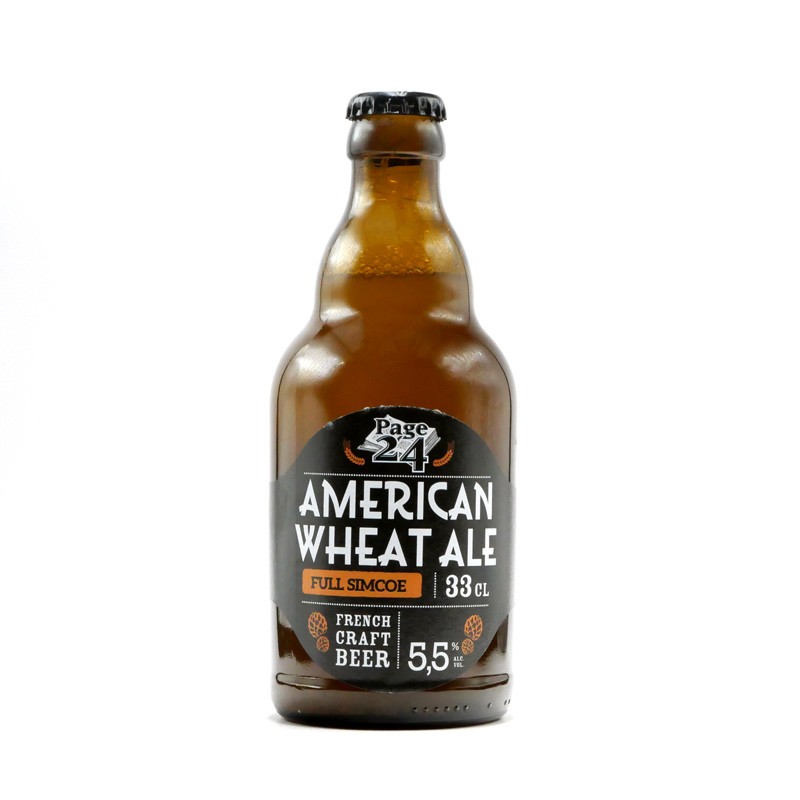 Page
24
AMERICAN
WHEAT ALE
FULL SIMCOE
33 CL
FRENCH
CRAFT
BEER
5,5 % ALC. VOL.